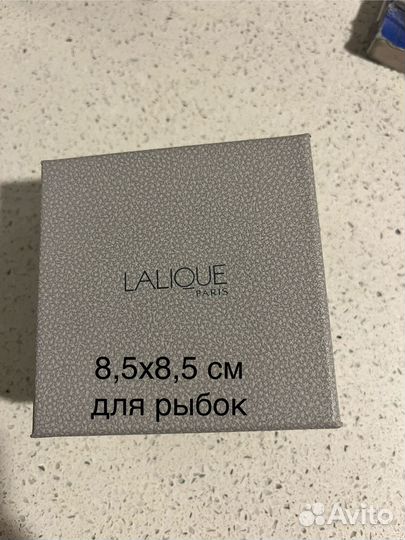 LALIQUE
PARIS
8,5x8,5 см
для рыбок
Avito